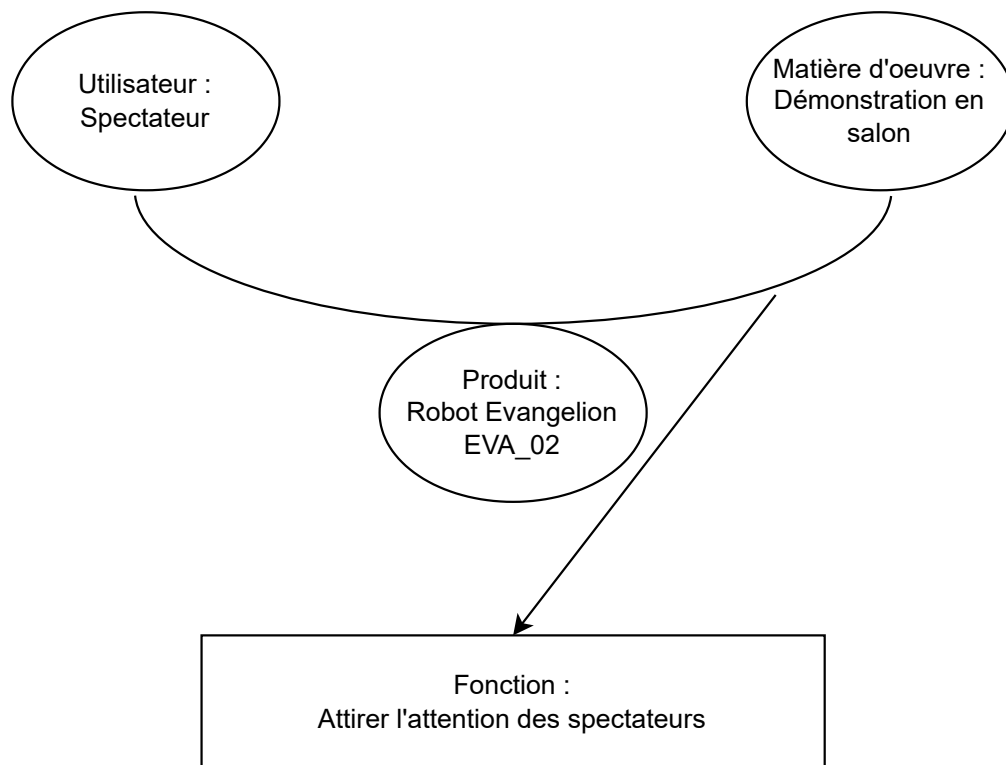 Utilisateur :
Spectateur
Matière d'oeuvre :
Démonstration en
salon
Produit :
Robot Evangelion
EVA_02
Fonction :
Attirer l'attention des spectateurs